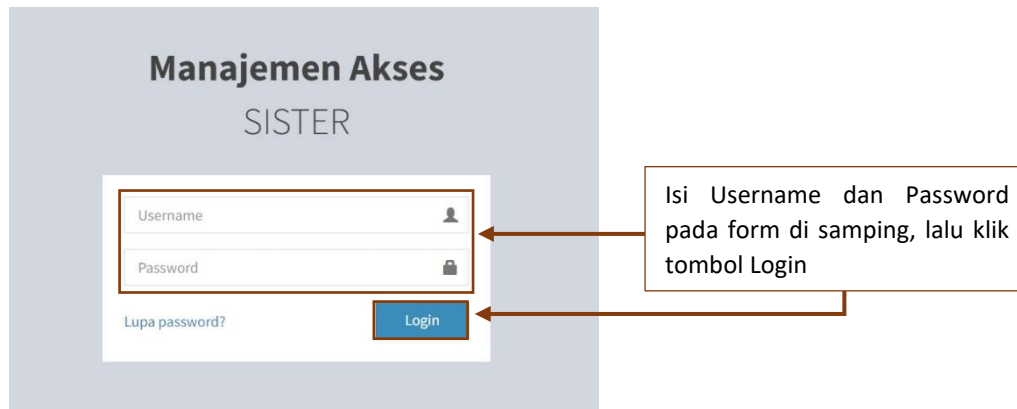 Manajemen Akses
SISTER
Username
Password
Lupa password?
Login
Isi Username dan Password
pada form di samping, lalu klik
tombol Login